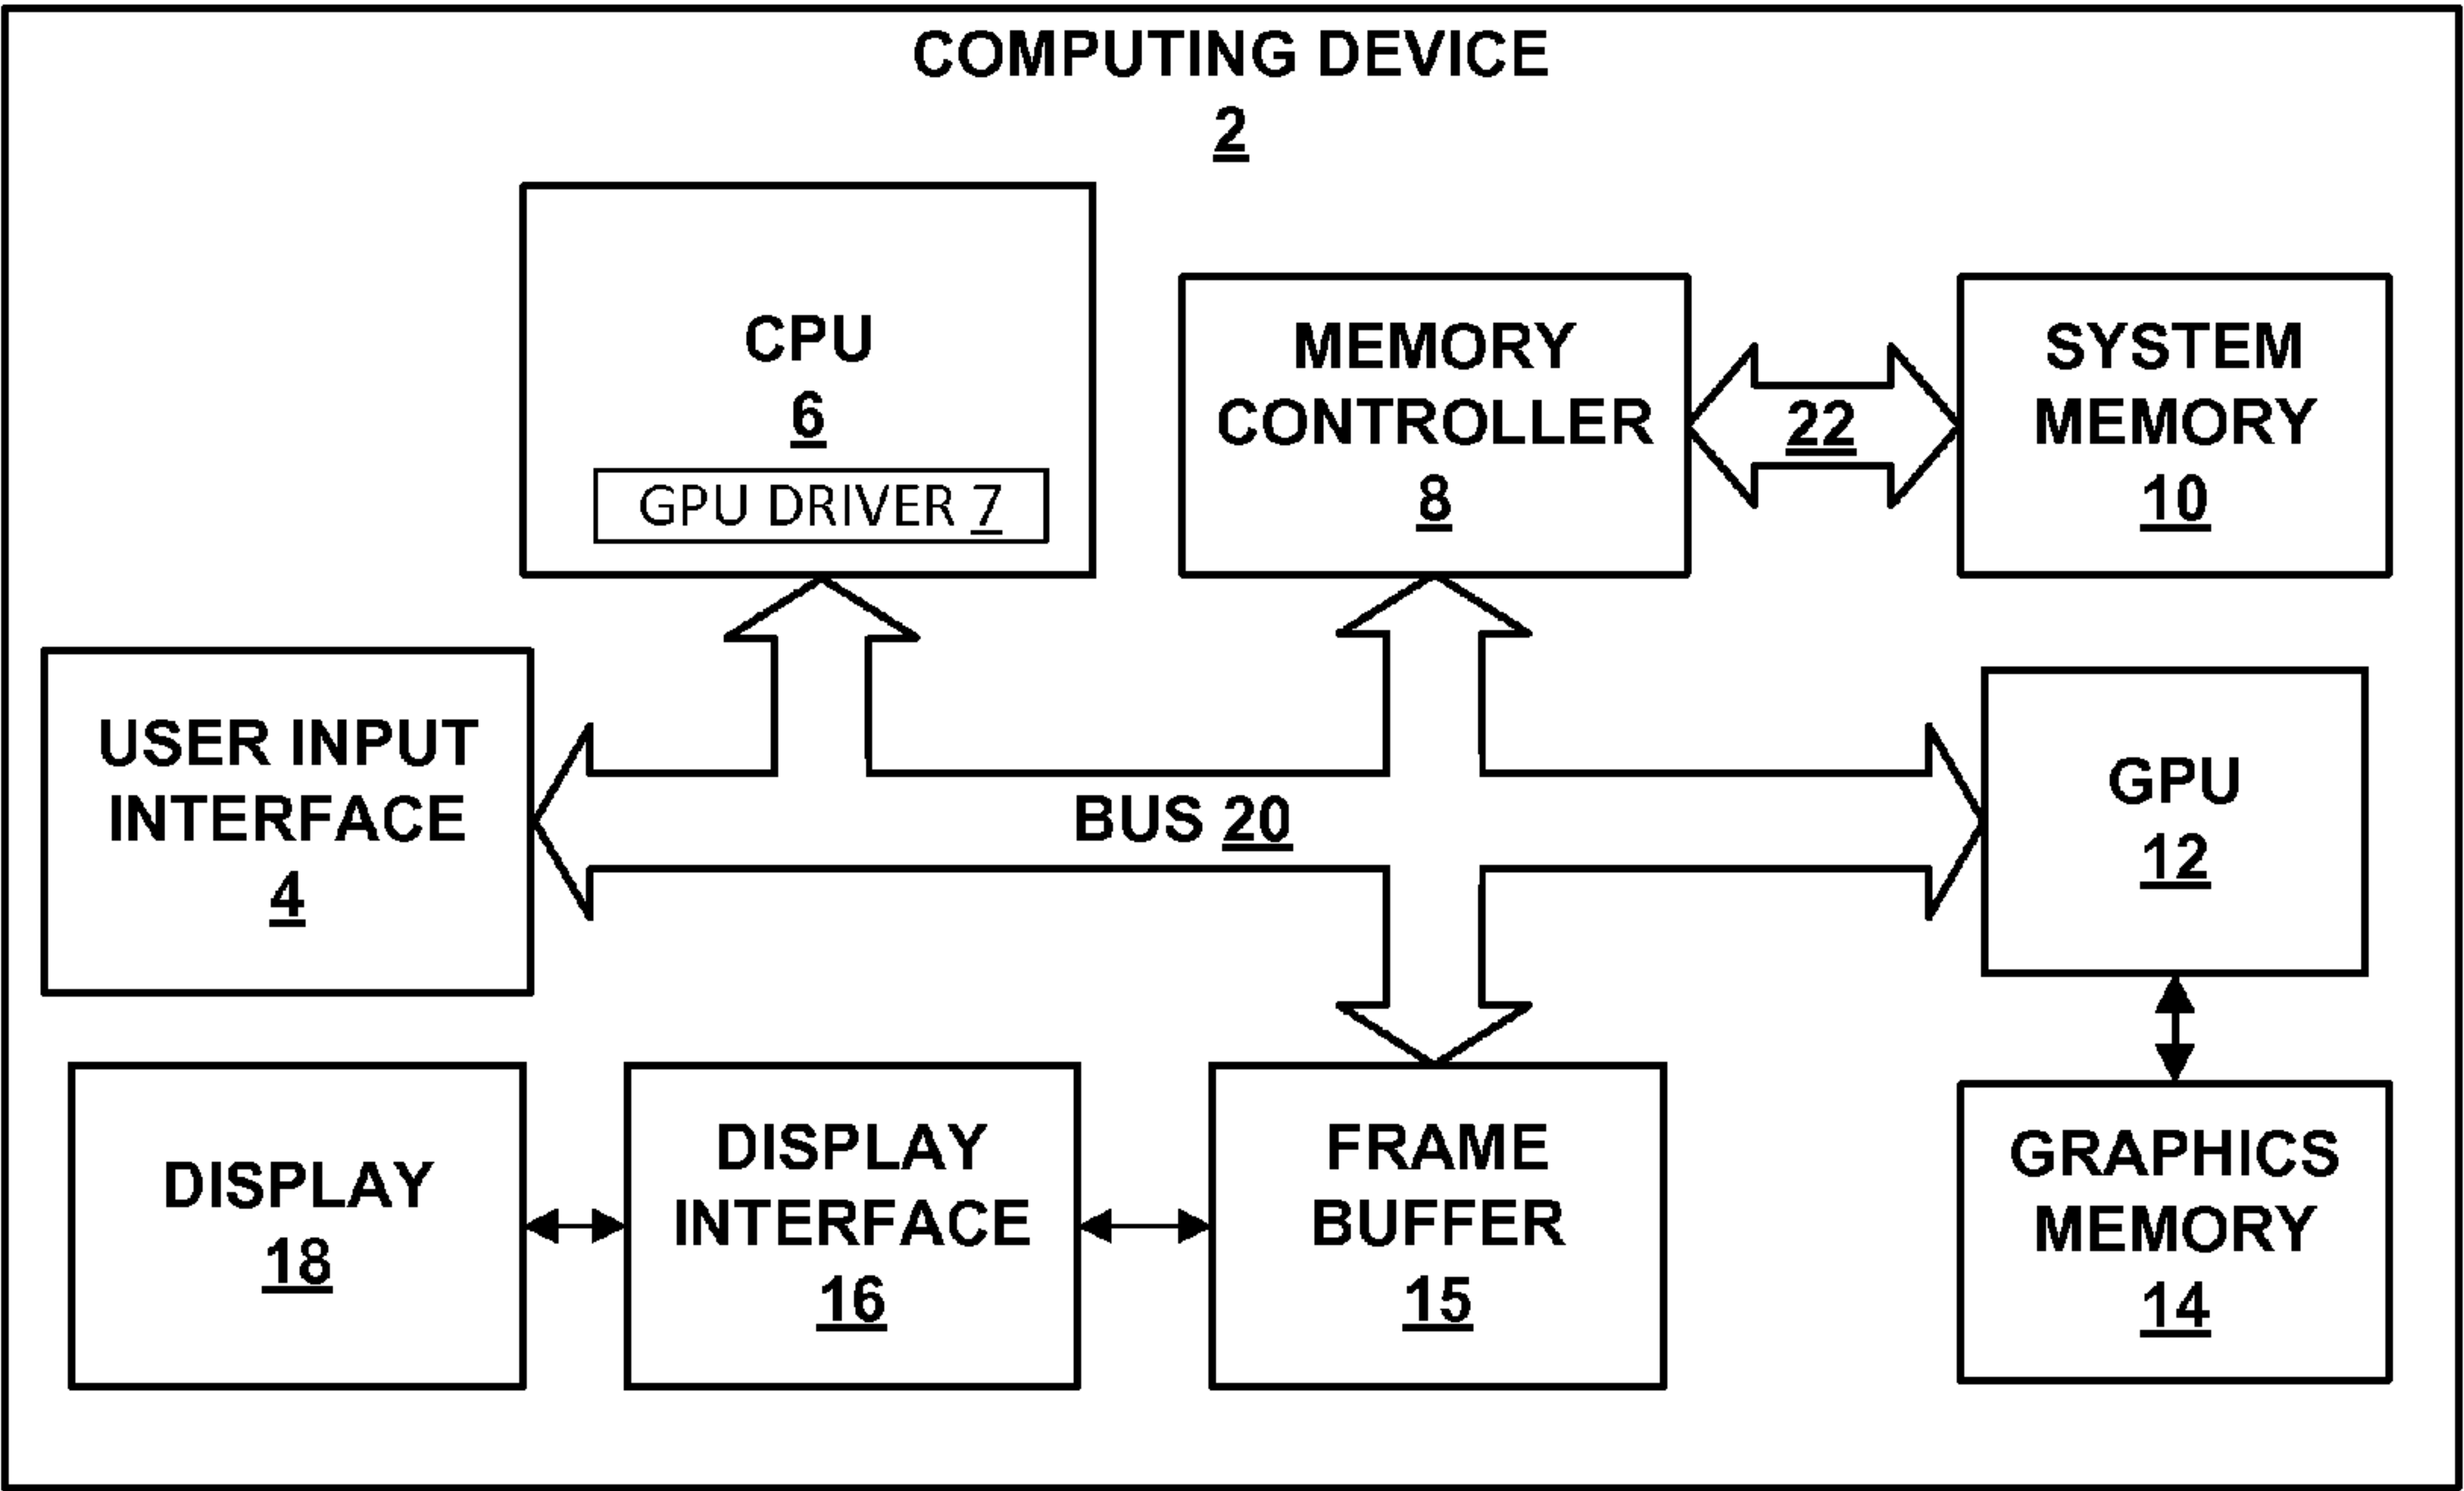 COMPUTING DEVICE
2
CPU
6
GPU DRIVER 7
MEMORY
CONTROLLER
8
22
SYSTEM
MEMORY
10
USER INPUT
INTERFACE
4
BUS 20
GPU
12
DISPLAY
18
DISPLAY
INTERFACE
16
FRAME
BUFFER
15
GRAPHICS
MEMORY
14